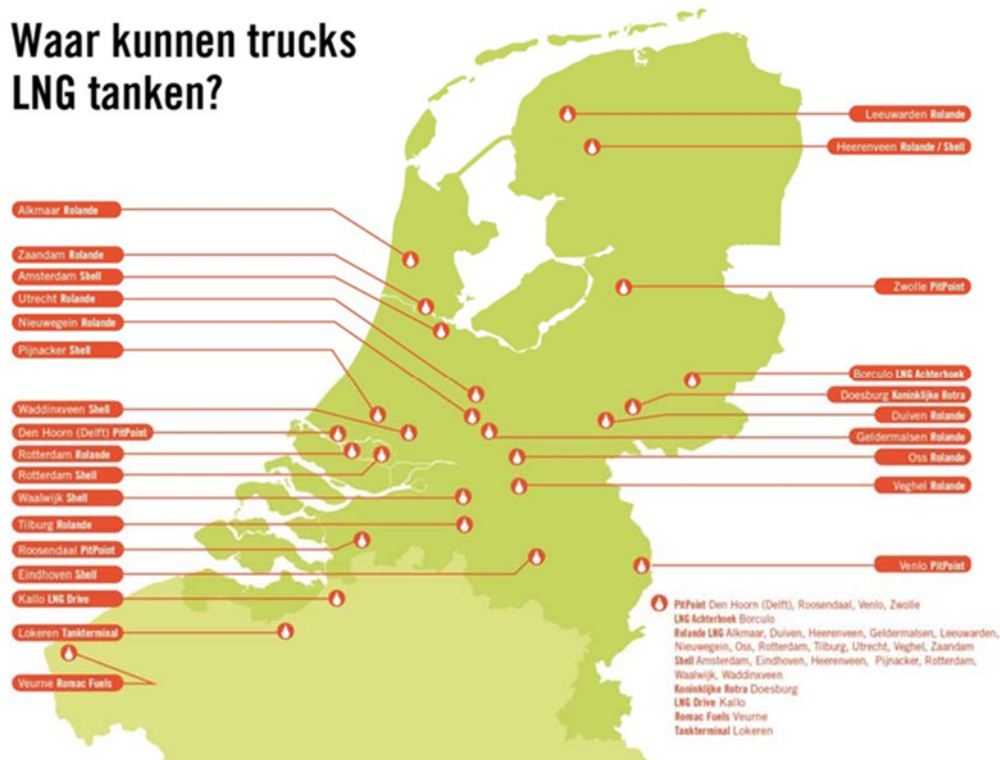 Waar kunnen trucks
LNG tanken?
Leeuwarden Rolande
Heerenveen Rolande / Shell
Alkmaar Rolande
Zaandam Rolande
Amsterdam Shell
Utrecht Rolande
Nieuwegein Rolande
Pijnacker Shell
Waddinxveen Shell
Den Hoorn (Delft) PitPoint
Rotterdam Rolande
Rotterdam Shell
Waalwijk Shell
Tilburg Rolande
Roosendaal PitPoint
Eindhoven Shell
Kallo LNG Drive
Lokeren Tankterminal
Veurne Romac Fuels
Zwolle PitPoint
Borculo LNG Achterhoek
Doesburg Koninklijke Rotra
Duiven Rolande
Geldermalsen Rolande
Oss Rolande
Veghel Rolande
Venlo PitPoint
PitPoint Den Hoorn (Delft), Roosendaal, Venlo, Zwolle
LNG Achterhoek Borculo
Rolande LNG Alkmaar, Duiven, Heerenveen, Geldermalsen, Leeuwarden,
Nieuwegein, Oss, Rotterdam, Tilburg, Utrecht, Veghel, Zaandam
Shell Amsterdam, Eindhoven, Heerenveen, Pijnacker, Rotterdam,
Waalwijk, Waddinxveen
Koninklijke Rotra Doesburg
LNG Drive Kallo
Romac Fuels Veurne
Tankterminal Lokeren